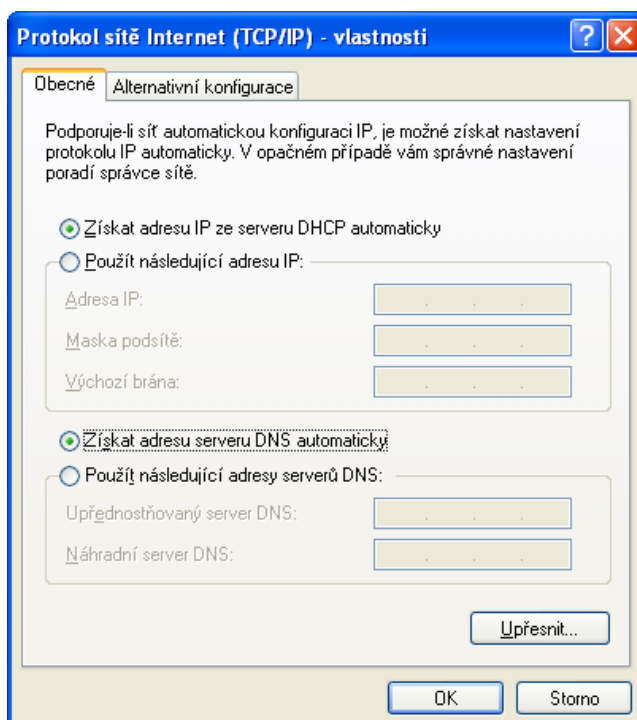 Protokol sítě Internet (TCP/IP) - vlastnosti
Obecné
Alternativní konfigurace
Podporuje-li síť automatickou konfiguraci IP, je možné získat nastavení
protokolu IP automaticky. V opačném případě vám správné nastavení
poradí správce sítě.
Získat adresu IP ze serveru DHCP automaticky
Použít následující adresu IP:
Adresa IP:
Maska podsítě:
Výchozí brána:
Získat adresu serveru DNS automaticky
Použít následující adresy serverů DNS:
Upřednostňovaný server DNS:
Náhradní server DNS:
Upřesnit...
OK
Storno